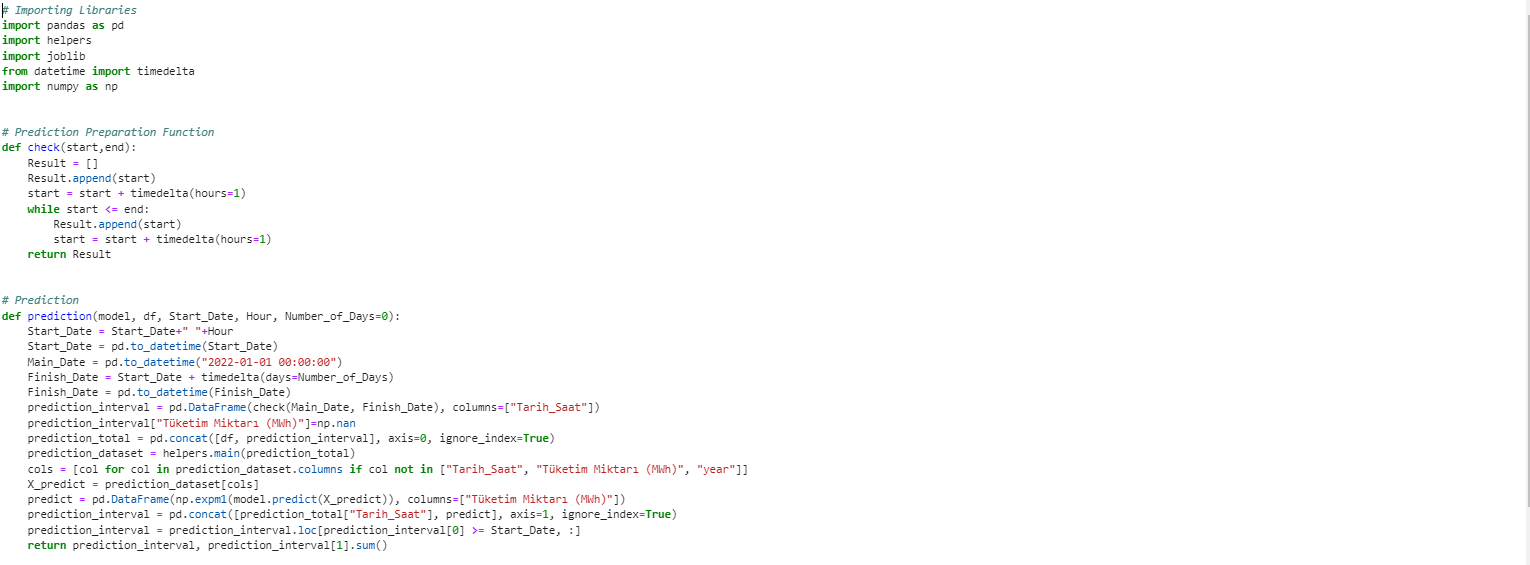 # Importing Libraries
import pandas as pd
import helpers
import joblib
from datetime import timedelta
import numpy as np
# Prediction Preparation Function
def check(start,end):
    Result = []
    Result.append(start)
    start = start + timedelta(hours=1)
    while start <= end:
        Result.append(start)
        start = start + timedelta(hours=1)
    return Result
# Prediction
def prediction(model, df, Start_Date, Hour, Number_of_Days=0):
    Start_Date = Start_Date+" "+Hour
    Start_Date = pd.to_datetime(Start_Date)
    Main_Date = pd.to_datetime("2022-01-01 00:00:00")
    Finish_Date = Start_Date + timedelta(days=Number_of_Days)
    Finish_Date = pd.to_datetime(Finish_Date)
    prediction_interval = pd.DataFrame(check(Main_Date, Finish_Date), columns=["Tarih_Saat"])
    prediction_interval["Tüketim Miktarı (MWh)"]=np.nan
    prediction_total = pd.concat([df, prediction_interval], axis=0, ignore_index=True)
    prediction_dataset = helpers.main(prediction_total)
    cols = [col for col in prediction_dataset.columns if col not in ["Tarih_Saat", "Tüketim Miktarı (MWh)", "year"]]
    X_predict = prediction_dataset[cols]
    predict = pd.DataFrame(np.expm1(model.predict(X_predict)), columns=["Tüketim Miktarı (MWh)"])
    prediction_interval = pd.concat([prediction_total["Tarih_Saat"], predict], axis=1, ignore_index=True)
    prediction_interval = prediction_interval.loc[prediction_interval[0] >= Start_Date, :]
    return prediction_interval, prediction_interval[1].sum()